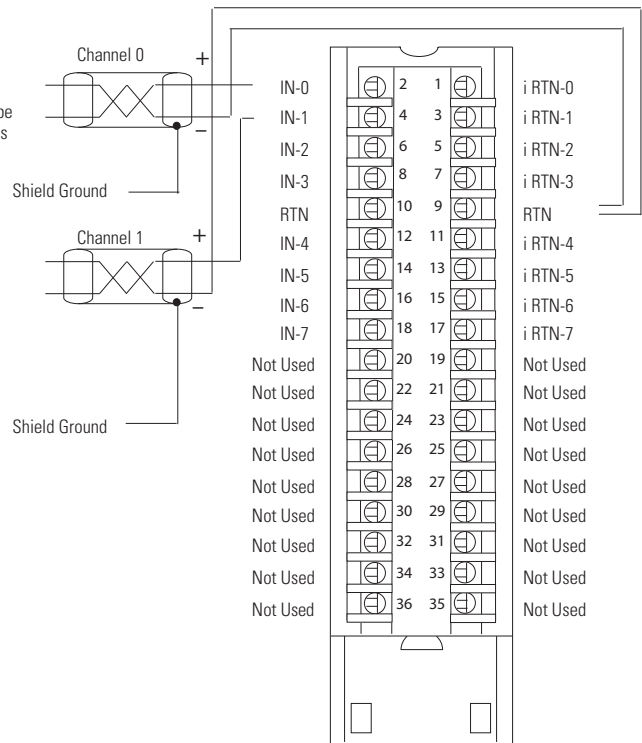 Channel 0
+
be
s
–
Shield Ground
Channel 1
+
–
Shield Ground
IN-0 2 1 i RTN-0
IN-1 4 3 i RTN-1
IN-2 6 5 i RTN-2
IN-3 8 7 i RTN-3
RTN 10 9 RTN
IN-4 12 11 i RTN-4
IN-5 14 13 i RTN-5
IN-6 16 15 i RTN-6
IN-7 18 17 i RTN-7
Not Used 20 19 Not Used
Not Used 22 21 Not Used
Not Used 24 23 Not Used
Not Used 26 25 Not Used
Not Used 28 27 Not Used
Not Used 30 29 Not Used
Not Used 32 31 Not Used
Not Used 34 33 Not Used
Not Used 36 35 Not Used